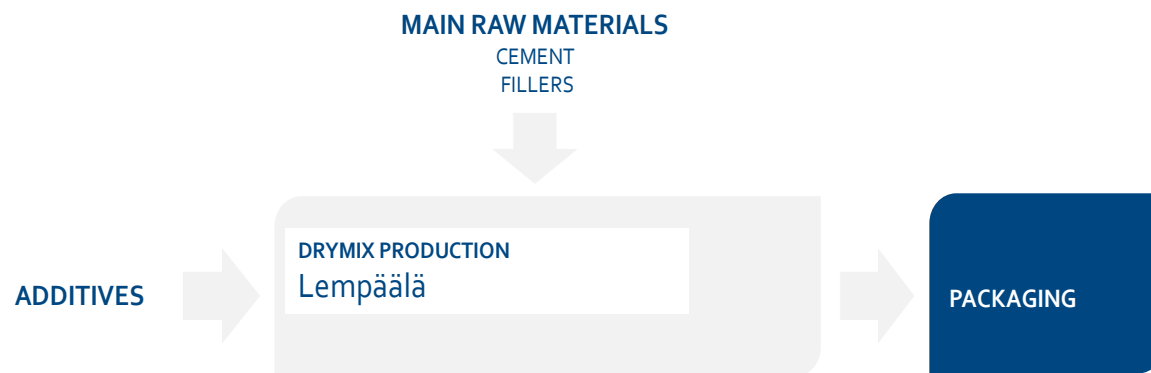 MAIN RAW MATERIALS
CEMENT
FILLERS
DRYMIX PRODUCTION
Lempäälä
ADDITIVES
PACKAGING